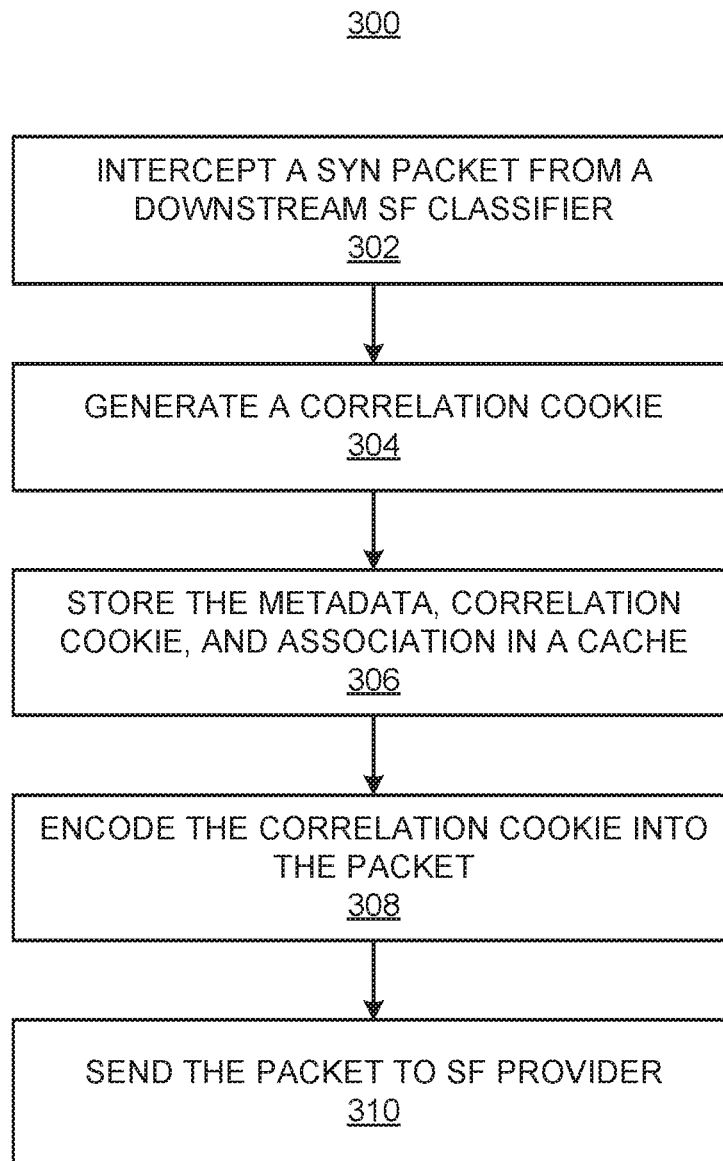 300
INTERCEPT A SYN PACKET FROM A
DOWNSTREAM SF CLASSIFIER
302
GENERATE A CORRELATION COOKIE
304
STORE THE METADATA, CORRELATION
COOKIE, AND ASSOCIATION IN A CACHE
306
ENCODE THE CORRELATION COOKIE INTO
THE PACKET
308
SEND THE PACKET TO SF PROVIDER
310